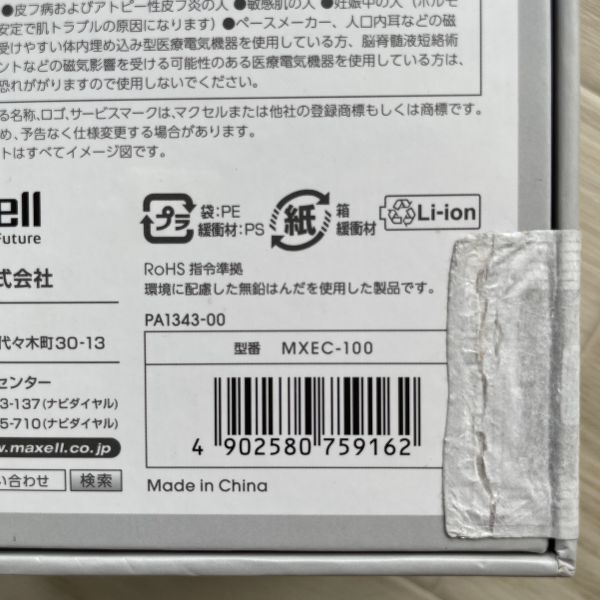 ●皮フ病およびアトピー性皮フ炎の人 ●敏感肌の人 ●妊娠中の人（ホルモ
安定で肌トラブルの原因になります） ●ペースメーカー、人口内耳などの磁
受けやすい体内埋め込み型医療電気機器を使用している方、脳脊髄液短絡術
ントなどの磁気影響を受ける可能性のある医療電気機器を使用している方は、
恐れががりますので使用しないでください。
る名称、ロゴ、サービスマークは、マクセルまたは他社の登録商標もしくは商標です。
め、予告なく仕様変更する場合があります。
トはすべてイメージ図です。
ell
Future
式会社
代々木町30-13
センター
3-137（ナビダイヤル）
5-710（ナビダイヤル）
w.maxell.co.jp
い合わせ 検索
プラ 袋：PE
緩衝材：PS
紙 箱
緩衝材
Li-ion
RoHS 指令準拠
環境に配慮した無鉛はんだを使用した製品です。
PA1343-00
型番 MXEC-100
4 902580 759162
Made in China